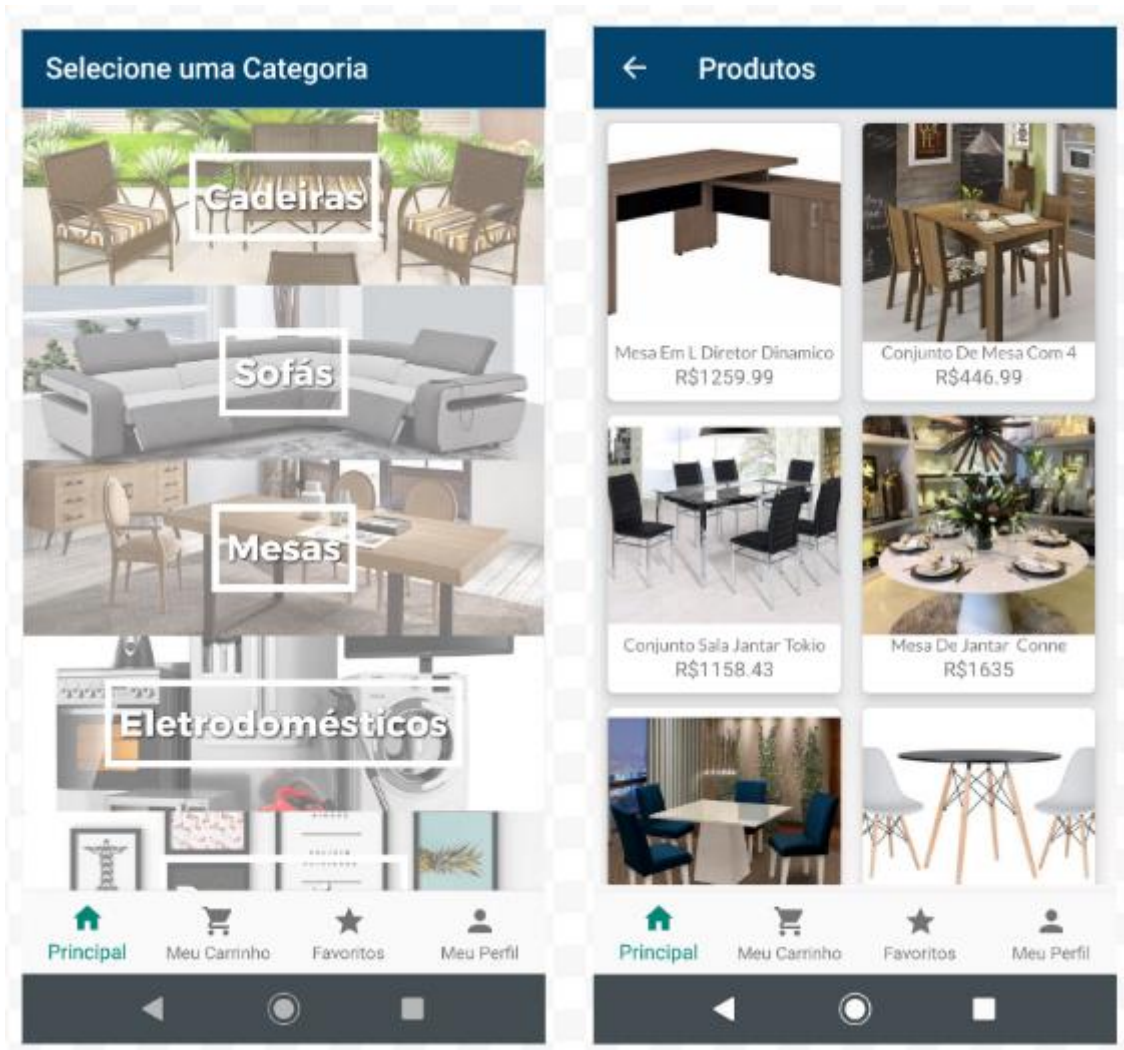 Selecione uma Categoria
Cadeiras
Sofás
Mesas
Eletrodomésticos
Principal
Meu Carrinho
Favoritos
Meu Perfil
Produtos
Mesa Em L Diretor Dinamico
R$1259.99
Conjunto De Mesa Com 4
R$446.99
Conjunto Sala Jantar Tokio
R$1158.43
Mesa De Jantar Conne
R$1635
Principal
Meu Carrinho
Favoritos
Meu Perfil